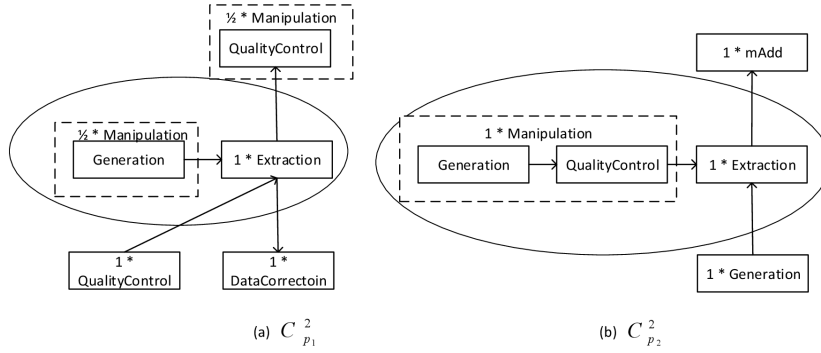 ½ * Manipulation
QualityControl
½ * Manipulation
Generation
1 * Extraction
1 *
QualityControl
1 *
DataCorrectoin
(a) C 2 p1
1 * mAdd
1 * Manipulation
Generation
QualityControl
1 * Extraction
1 * Generation
(b) C 2 p2